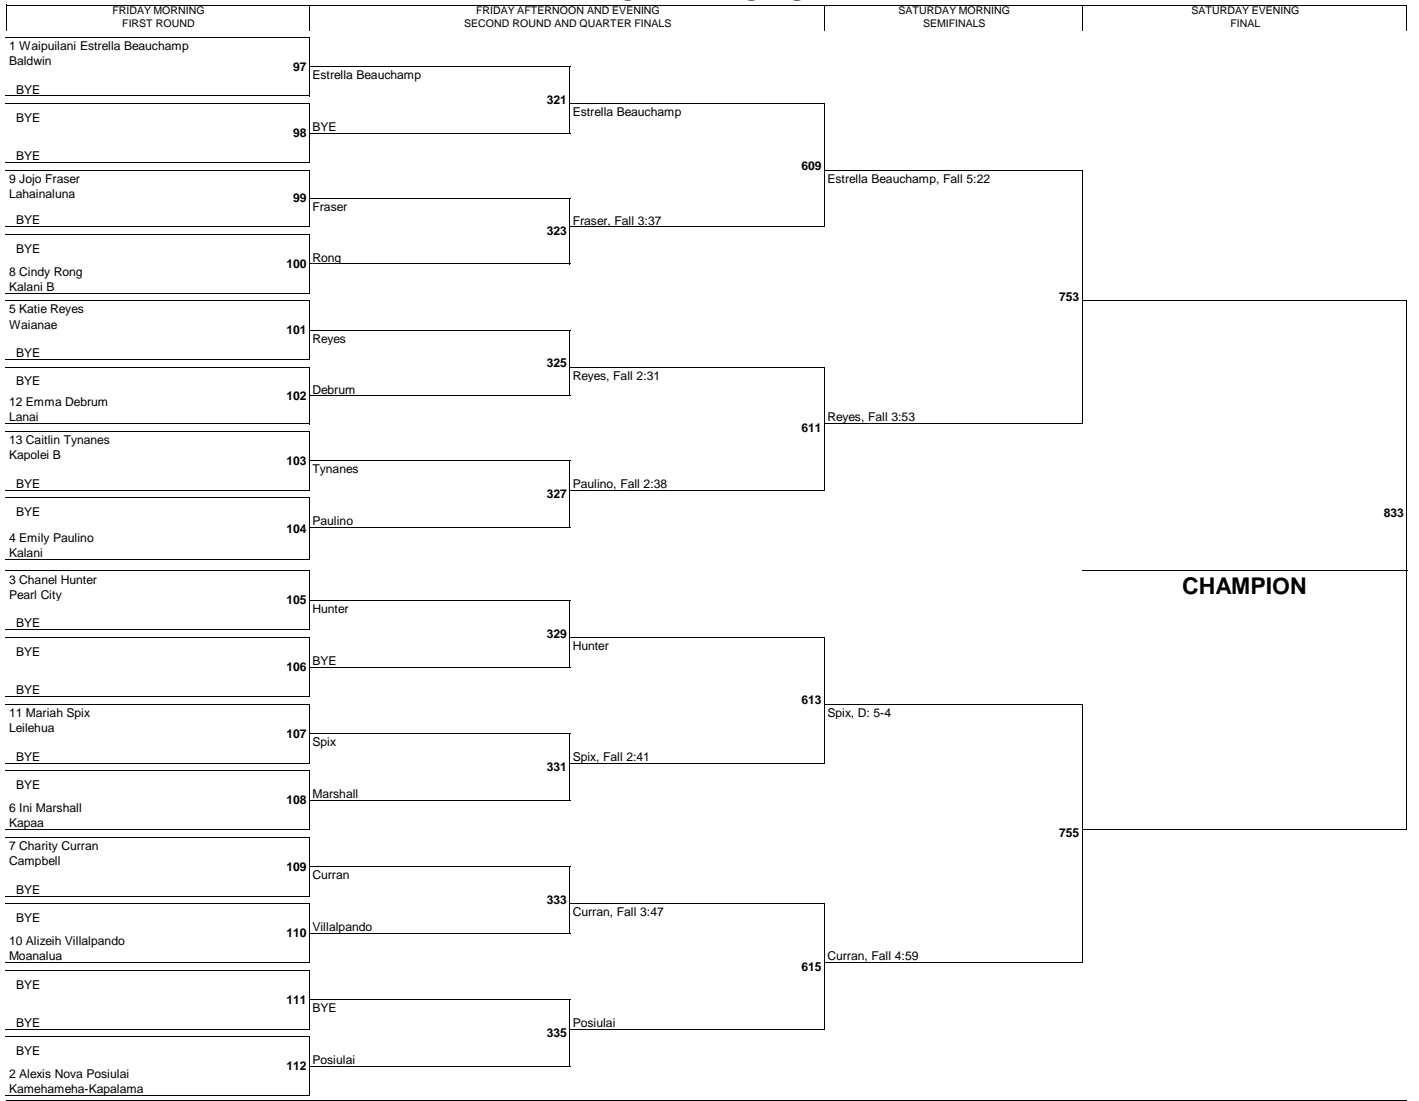 FRIDAY MORNING
FIRST ROUND
FRIDAY AFTERNOON AND EVENING
SECOND ROUND AND QUARTER FINALS
SATURDAY MORNING
SEMIFINALS
SATURDAY EVENING
FINAL
1 Waipuilani Estrella Beauchamp
Baldwin
97
BYE
BYE
98
BYE
9 Jojo Fraser
Lahainaluna
99
BYE
BYE
100
8 Cindy Rong
Kalani B
5 Katie Reyes
Waianae
101
BYE
BYE
102
12 Emma Debrum
Lanai
13 Caitlin Tynanes
Kapolei B
103
BYE
BYE
104
4 Emily Paulino
Kalani
3 Chanel Hunter
Pearl City
105
BYE
BYE
106
BYE
11 Mariah Spix
Leilehua
107
BYE
BYE
108
6 Ini Marshall
Kapaa
7 Charity Curran
Campbell
109
BYE
BYE
110
10 Alizeih Villalpando
Moanalua
BYE
111
BYE
BYE
112
2 Alexis Nova Posiulai
Kamehameha-Kapalama
Estrella Beauchamp
321
BYE
Fraser
323
Rong
Reyes
325
Debrum
Tynanes
327
Paulino
Hunter
329
BYE
Spix
331
Marshall
Curran
333
Villalpando
BYE
335
Posiulai
Estrella Beauchamp
609
Fraser, Fall 3:37
Reyes, Fall 2:31
611
Paulino, Fall 2:38
Hunter
613
Spix, Fall 2:41
Curran, Fall 3:47
615
Posiulai
Estrella Beauchamp, Fall 5:22
753
Reyes, Fall 3:53
Spix, D: 5-4
755
Curran, Fall 4:59
833
CHAMPION